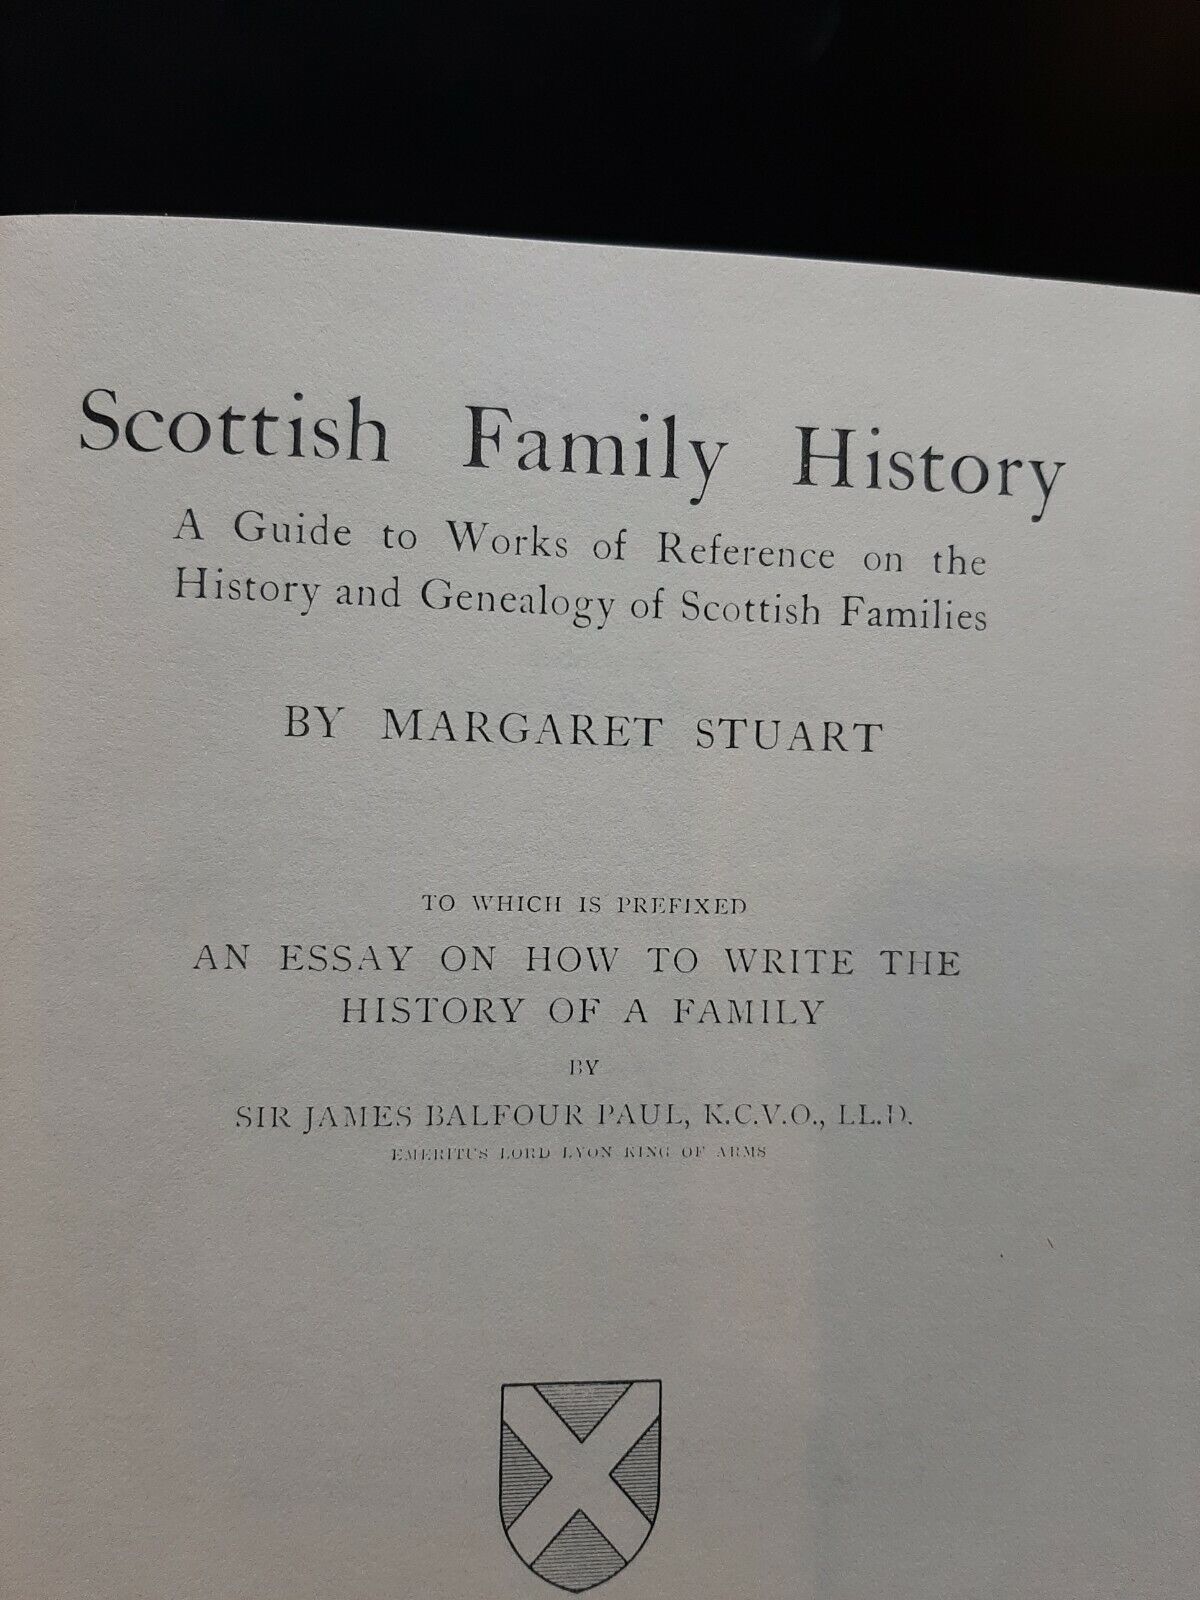 Scottish Family History
A Guide to Works of Reference on the
History and Genealogy of Scottish Families
BY MARGARET STUART
TO WHICH IS PREFIXED
AN ESSAY ON HOW TO WRITE THE
HISTORY OF A FAMILY
BY
SIR JAMES BALFOUR PAUL, K.C.V.O., LL.D.
EMERITUS LORD LYON KING OF ARMS